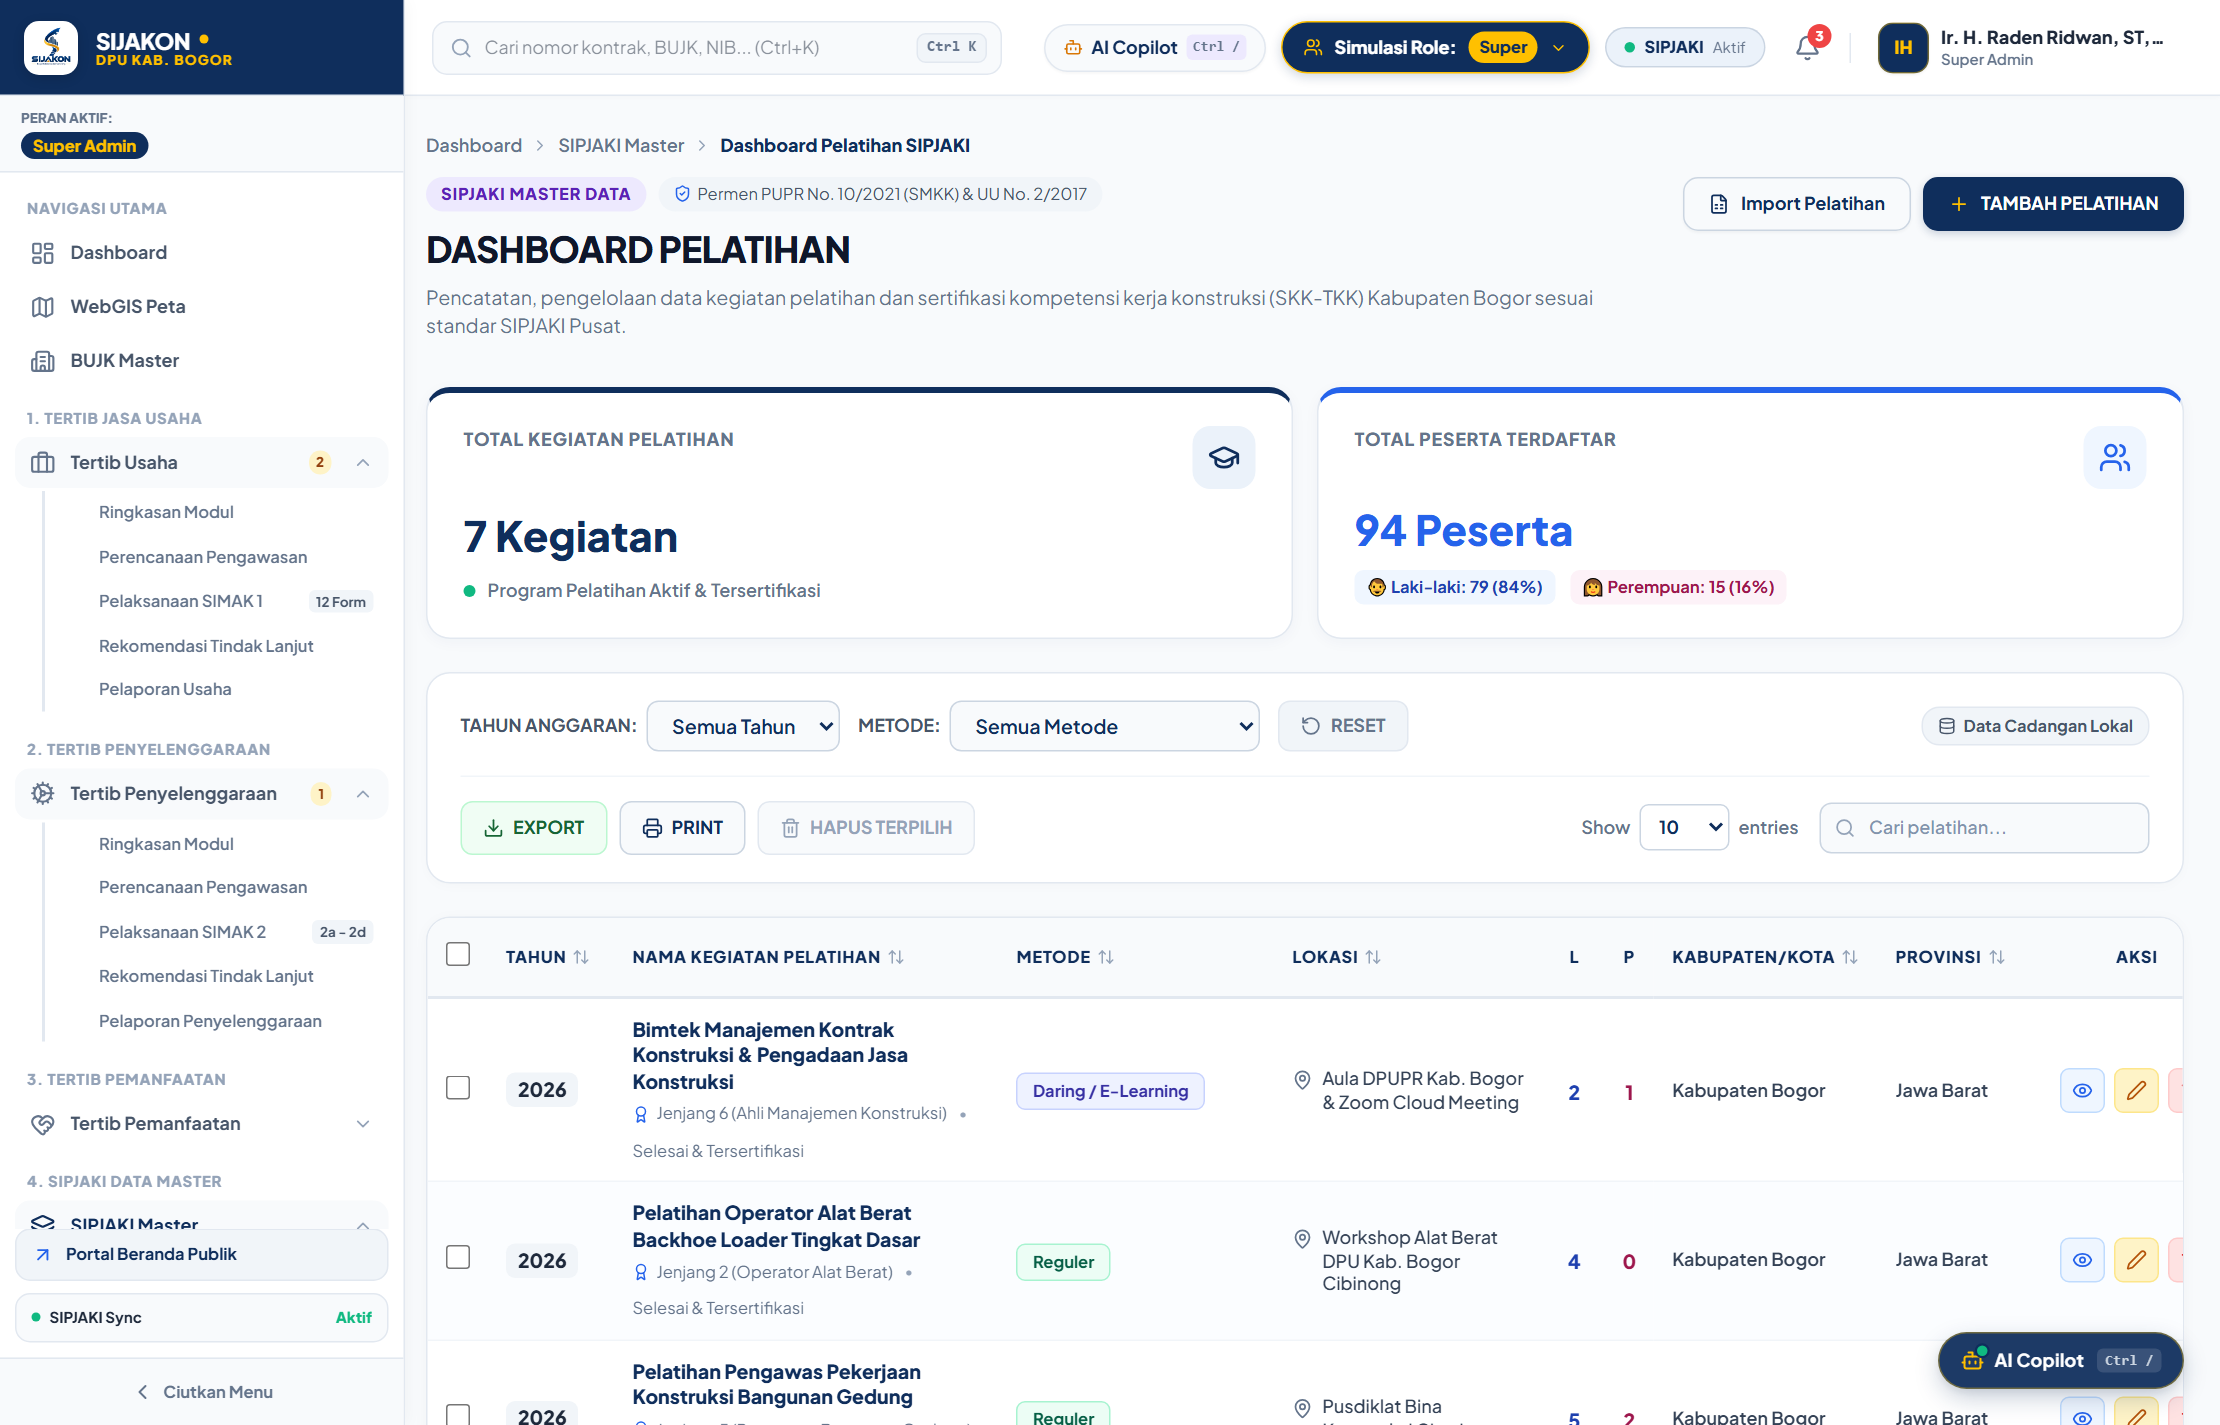 SIJAKON
DPU KAB. BOGOR
SIJAKON
Cari nomor kontrak, BUJK, NIB... (Ctrl+K)
Ctrl K
AI Copilot
Ctrl /
Simulasi Role:
Super
SIPJAKI Aktif
3
IH
Ir. H. Raden Ridwan, ST,...
Super Admin
PERAN AKTIF:
Super Admin
NAVIGASI UTAMA
Dashboard
WebGIS Peta
BUJK Master
1. TERTIB JASA USAHA
Tertib Usaha
2
Ringkasan Modul
Perencanaan Pengawasan
Pelaksanaan SIMAK 1
12 Form
Rekomendasi Tindak Lanjut
Pelaporan Usaha
2. TERTIB PENYELENGGARAAN
Tertib Penyelenggaraan
1
Ringkasan Modul
Perencanaan Pengawasan
Pelaksanaan SIMAK 2
2a - 2d
Rekomendasi Tindak Lanjut
Pelaporan Penyelenggaraan
3. TERTIB PEMANFAATAN
Tertib Pemanfaatan
4. SIPJAKI DATA MASTER
SIPJAKI Master
Portal Beranda Publik
SIPJAKI Sync
Aktif
Ciutkan Menu
Dashboard
SIPJAKI Master
Dashboard Pelatihan SIPJAKI
SIPJAKI MASTER DATA
Permen PUPR No. 10/2021 (SMKK) & UU No. 2/2017
DASHBOARD PELATIHAN
Pencatatan, pengelolaan data kegiatan pelatihan dan sertifikasi kompetensi kerja konstruksi (SKK-TKK) Kabupaten Bogor sesuai
standar SIPJAKI Pusat.
Import Pelatihan
TAMBAH PELATIHAN
TOTAL KEGIATAN PELATIHAN
7 Kegiatan
Program Pelatihan Aktif & Tersertifikasi
TOTAL PESERTA TERDAFTAR
94 Peserta
Laki-laki: 79 (84%)
Perempuan: 15 (16%)
TAHUN ANGGARAN:
Semua Tahun
METODE:
Semua Metode
RESET
Data Cadangan Lokal
EXPORT
PRINT
HAPUS TERPILIH
Show
10
entries
Cari pelatihan...
TAHUN
NAMA KEGIATAN PELATIHAN
METODE
LOKASI
L
P
KABUPATEN/KOTA
PROVINSI
AKSI
2026
Bimtek Manajemen Kontrak
Konstruksi & Pengadaan Jasa
Konstruksi
Jenjang 6 (Ahli Manajemen Konstruksi) •
Selesai & Tersertifikasi
Daring / E-Learning
Aula DPUPR Kab. Bogor
& Zoom Cloud Meeting
2
1
Kabupaten Bogor
Jawa Barat
2026
Pelatihan Operator Alat Berat
Backhoe Loader Tingkat Dasar
Jenjang 2 (Operator Alat Berat) •
Selesai & Tersertifikasi
Reguler
Workshop Alat Berat
DPU Kab. Bogor
Cibinong
4
0
Kabupaten Bogor
Jawa Barat
2026
Pelatihan Pengawas Pekerjaan
Konstruksi Bangunan Gedung
Reguler
Pusdiklat Bina
5
2
Kabupaten Bogor
Jawa Barat
AI Copilot
Ctrl /